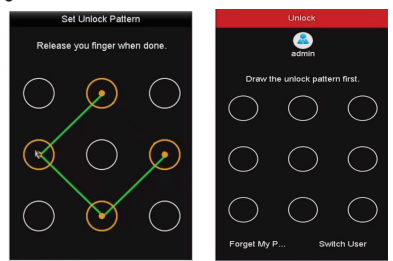 Set Unlock Pattern
Release you finger when done.
Unlock
admin
Draw the unlock pattern first.
Forget My P...
Switch User